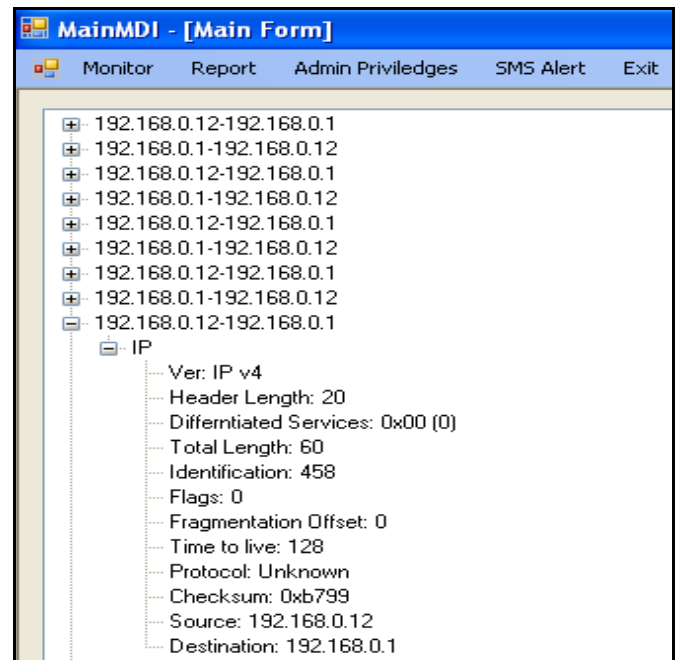 MainMDI - [Main Form]
Monitor Report Admin Priviledges SMS Alert Exit
192.168.0.12-192.168.0.1
192.168.0.1-192.168.0.12
192.168.0.12-192.168.0.1
192.168.0.1-192.168.0.12
192.168.0.12-192.168.0.1
192.168.0.1-192.168.0.12
192.168.0.12-192.168.0.1
192.168.0.1-192.168.0.12
192.168.0.12-192.168.0.1
IP
Ver: IP v4
Header Length: 20
Differntiated Services: 0x00 (0)
Total Length: 60
Identification: 458
Flags: 0
Fragmentation Offset: 0
Time to live: 128
Protocol: Unknown
Checksum: 0xb799
Source: 192.168.0.12
Destination: 192.168.0.1